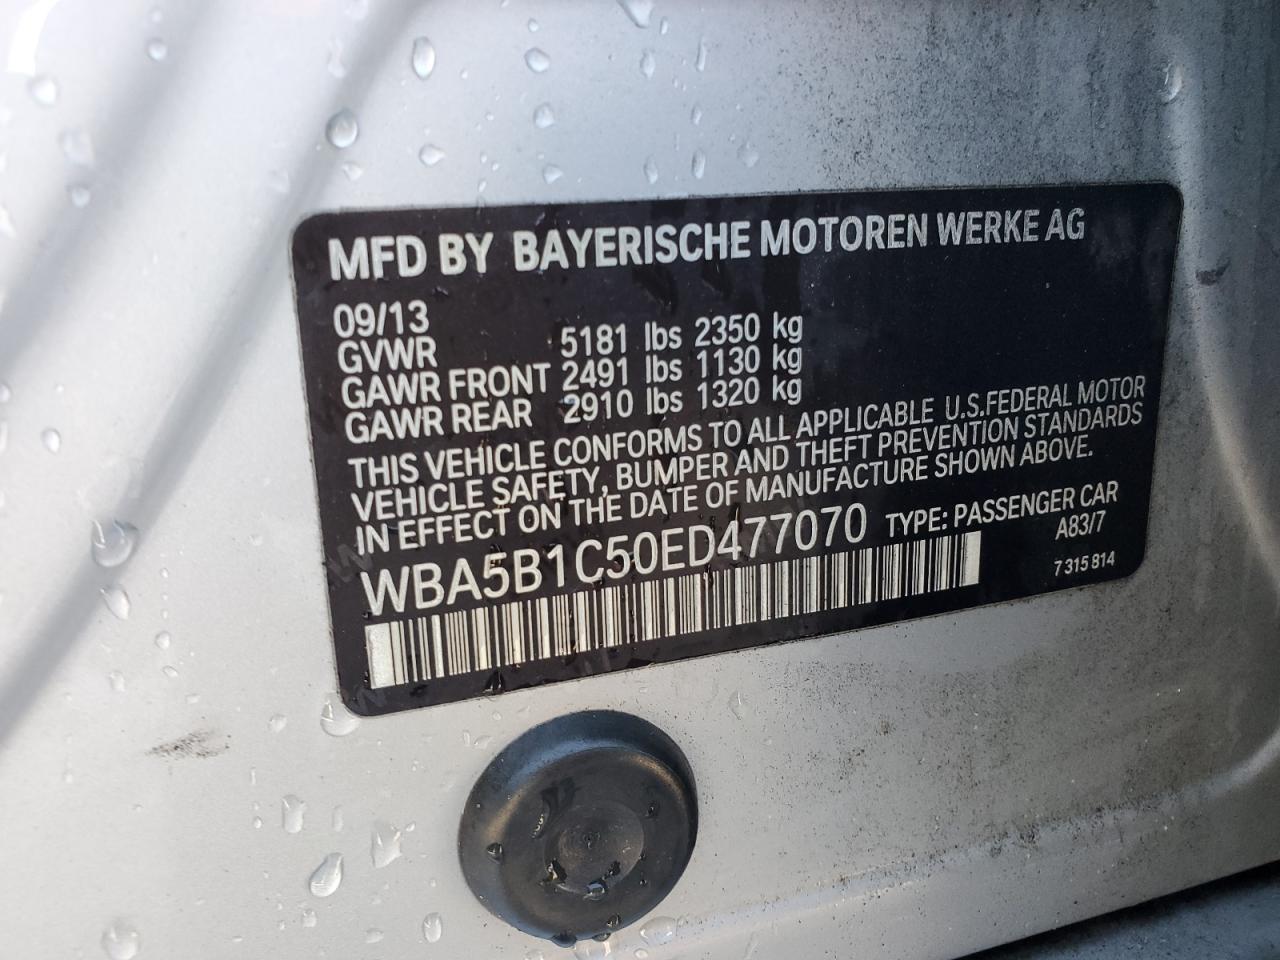 MFD BY BAYERISCHE MOTOREN WERKE AG
09/13
GVWR 5181 lbs 2350 kg
GAWR FRONT 2491 lbs 1130 kg
GAWR REAR 2910 lbs 1320 kg
THIS VEHICLE CONFORMS TO ALL APPLICABLE U.S.FEDERAL MOTOR
VEHICLE SAFETY, BUMPER AND THEFT PREVENTION STANDARDS
IN EFFECT ON THE DATE OF MANUFACTURE SHOWN ABOVE.
WBA5B1C50ED477070 TYPE: PASSENGER CAR
A83/7
7 315 814